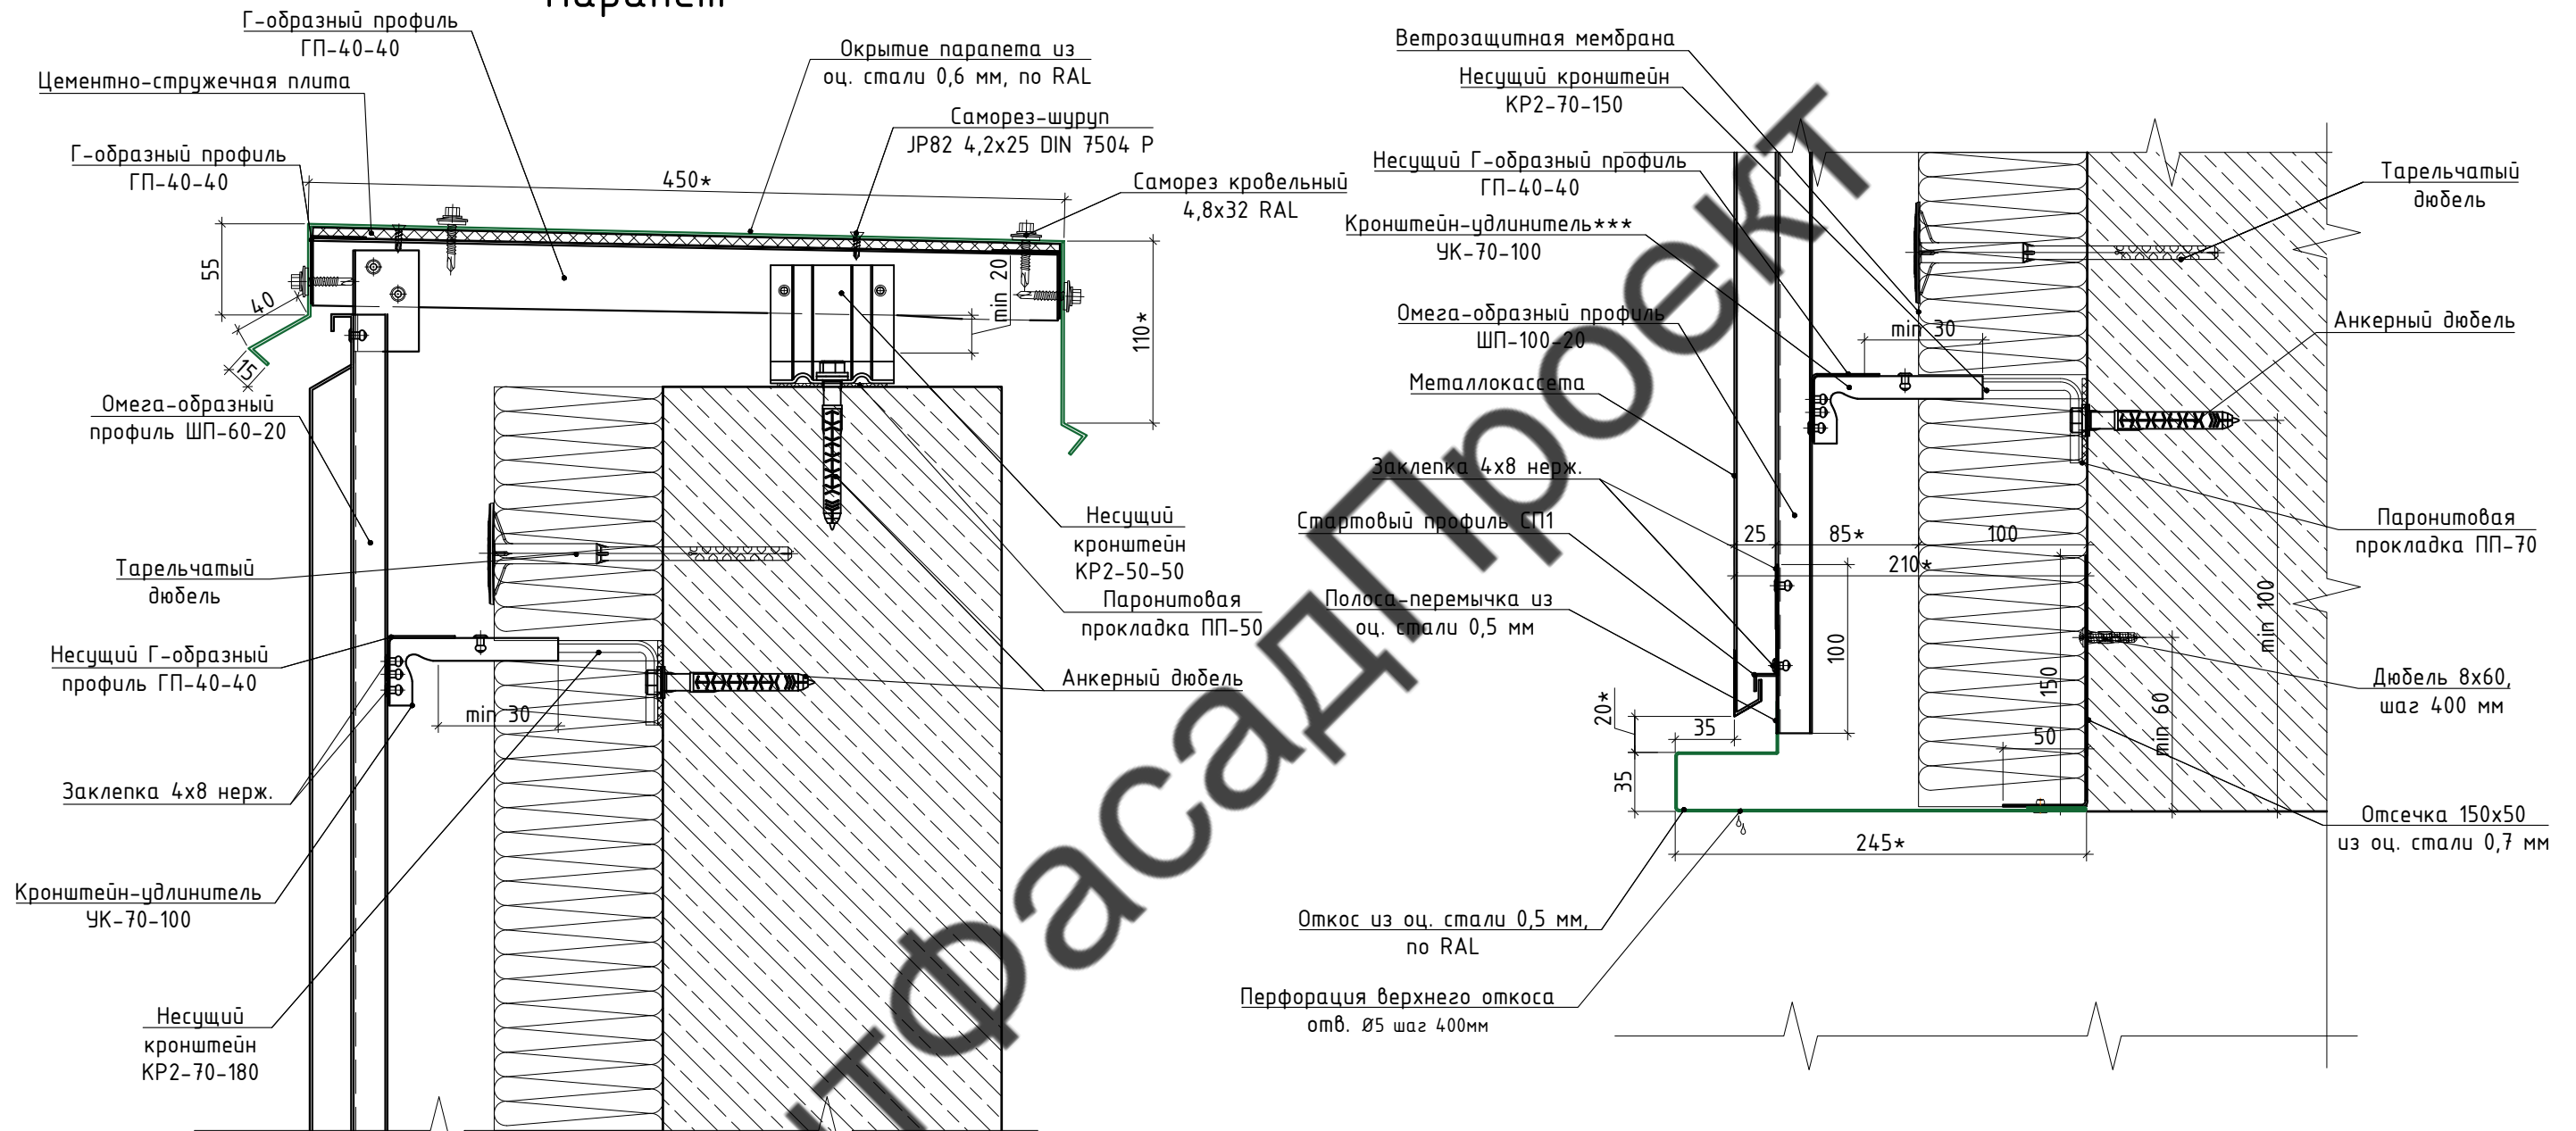 Парапет
Г-образный профиль
ГП-40-40
Цементно-стружечная плита
Г-образный профиль
ГП-40-40
Окрытие парапета из
оц. стали 0,6 мм, по RAL
Саморез-шуруп
JP82 4,2x25 DIN 7504 P
Саморез кровельный
4,8x32 RAL
450*
55
40
15
min 20
110*
Омега-образный
профиль ШП-60-20
Тарельчатый
дюбель
Несущий Г-образный
профиль ГП-40-40
min 30
Заклепка 4x8 нерж.
Кронштейн-удлинитель
УК-70-100
Несущий
кронштейн
КР2-70-180
Несущий
кронштейн
КР2-50-50
Паронитовая
прокладка ПП-50
Анкерный дюбель
Ветрозащитная мембрана
Несущий кронштейн
КР2-70-150
Несущий Г-образный профиль
ГП-40-40
Кронштейн-удлинитель***
УК-70-100
Омега-образный профиль
ШП-100-20
Металлокассета
Заклепка 4x8 нерж.
Стартовый профиль СП1
Полоса-перемычка из
оц. стали 0,5 мм
min 30
25
85*
100
210*
100
150
50
min 60
min 100
20*
35
35
245*
Откос из оц. стали 0,5 мм,
по RAL
Перфорация верхнего откоса
отв. Ø5 шаг 400мм
Тарельчатый
дюбель
Анкерный дюбель
Паронитовая
прокладка ПП-70
Дюбель 8x60,
шаг 400 мм
Отсечка 150x50
из оц. стали 0,7 мм
тФасадПроект